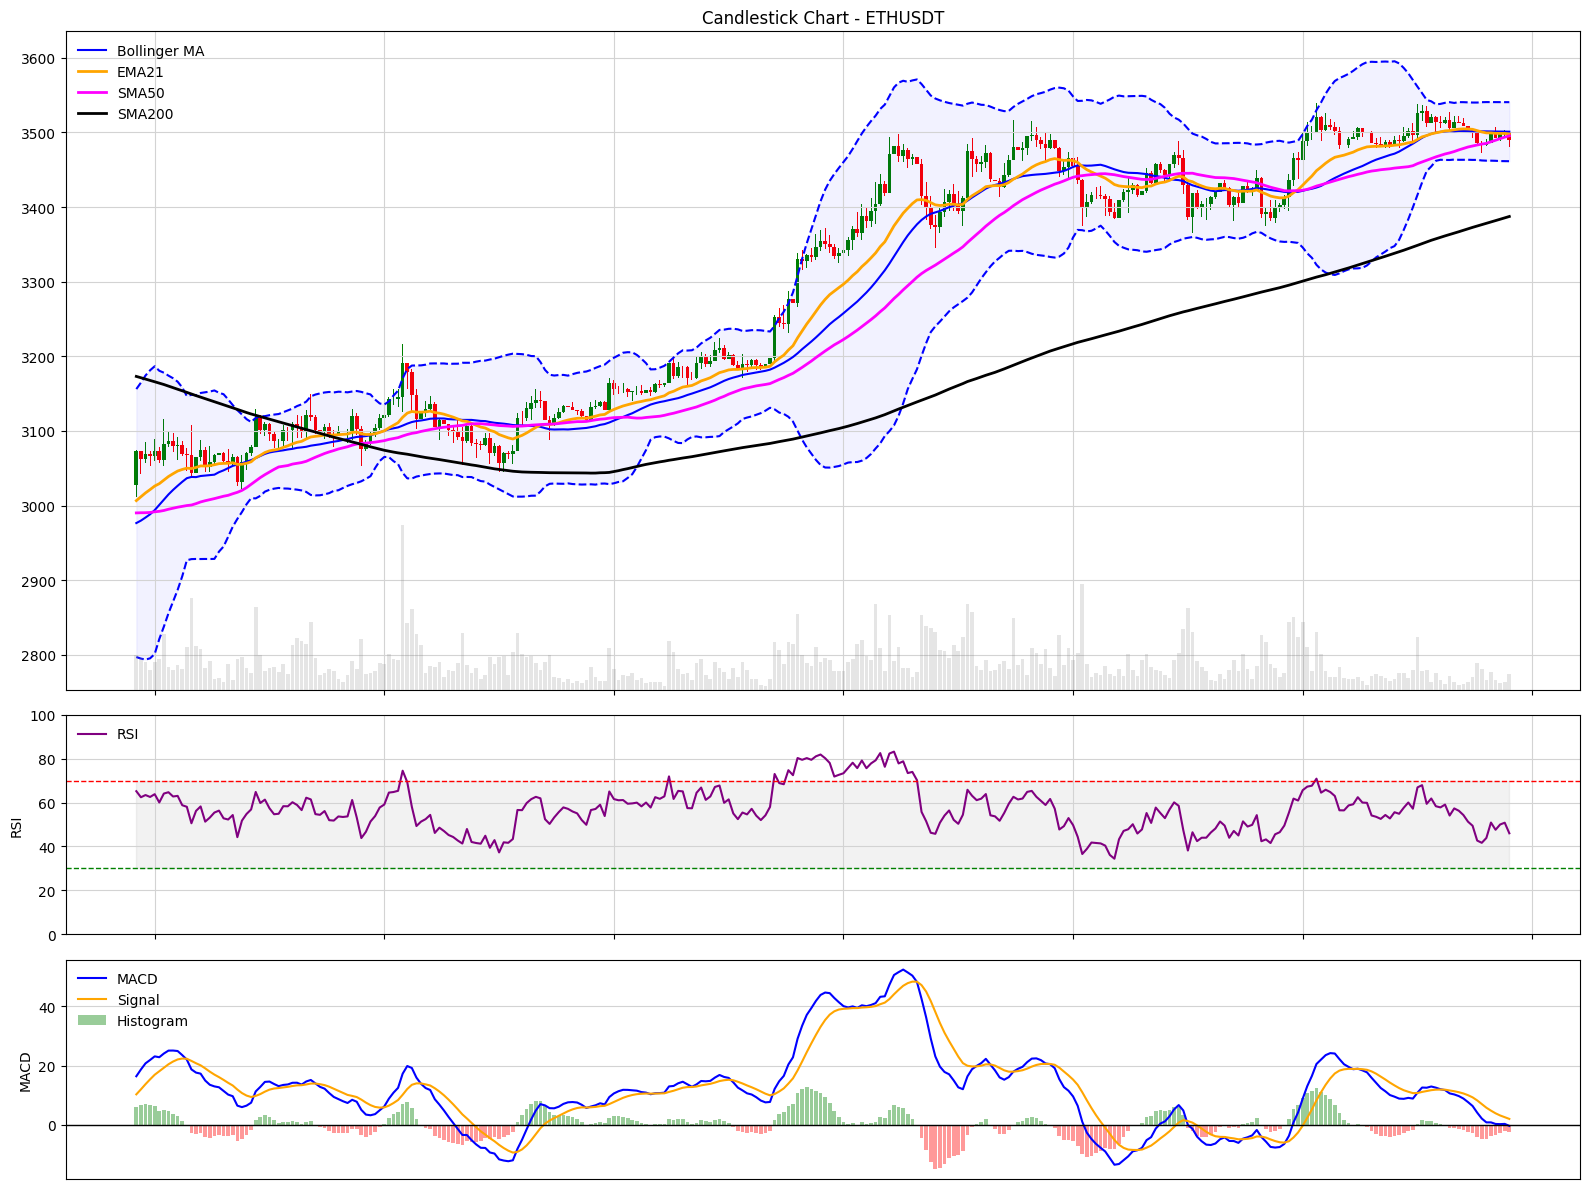 Candlestick Chart - ETHUSDT
Bollinger MA
EMA21
SMA50
SMA200
3600
3500
3400
3300
3200
3100
3000
2900
2800
RSI
100
80
60
40
20
0
RSI
MACD
Signal
Histogram
40
20
0
MACD